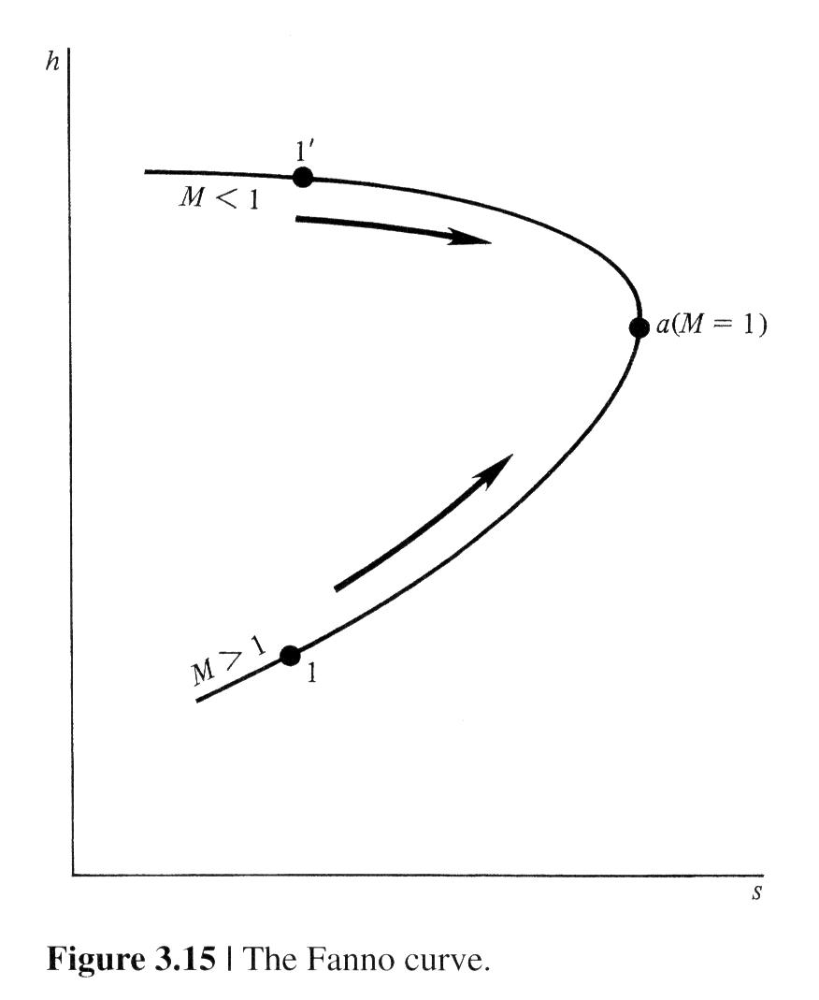 h
1′
M < 1
a(M = 1)
M > 1
1
s
Figure 3.15 | The Fanno curve.